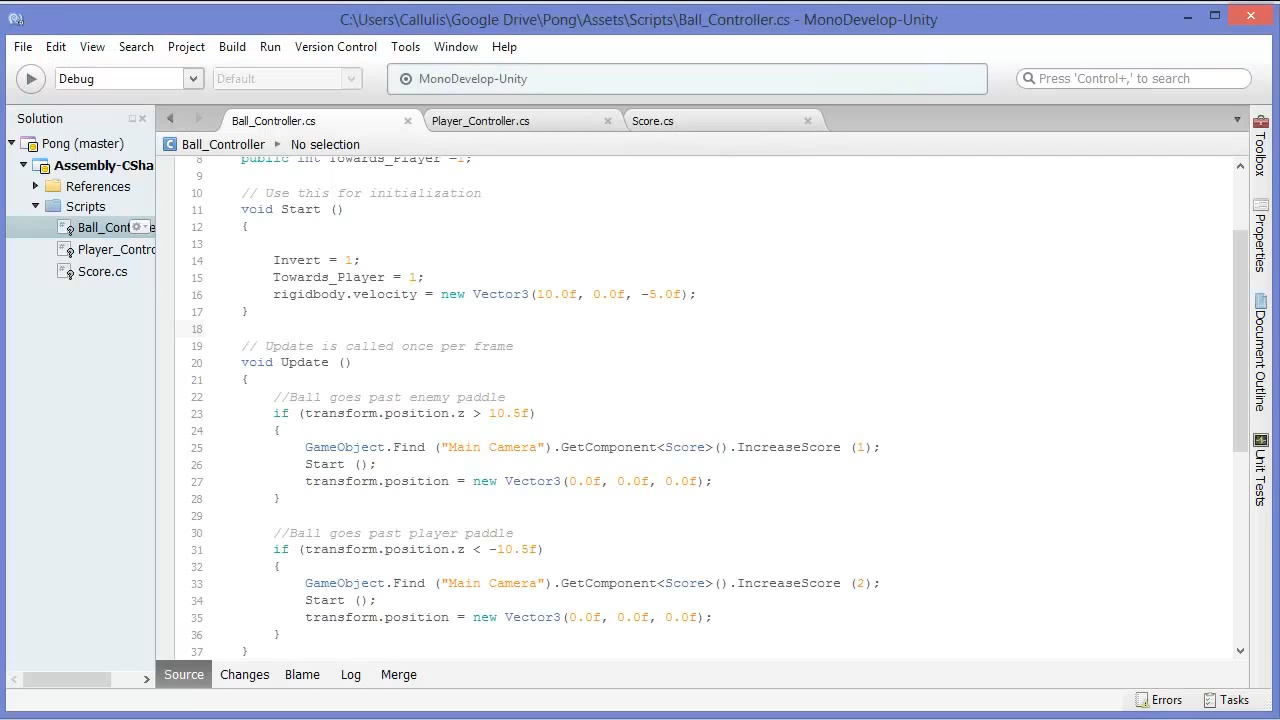 C:\Users\Callulis\Google Drive\Pong\Assets\Scripts\Ball_Controller.cs - MonoDevelop-Unity
File Edit View Search Project Build Run Version Control Tools Window Help
Debug Default MonoDevelop-Unity Press 'Control+,' to search
Solution
Pong (master)
Assembly-CSha
References
Scripts
Ball_Cont e
Player_Contro
Score.cs
Ball_Controller.cs Player_Controller.cs Score.cs
Ball_Controller No selection
8 public int Towards_Player =1;
9
10 // Use this for initialization
11 void Start ()
12 {
13
14 Invert = 1;
15 Towards_Player = 1;
16 rigidbody.velocity = new Vector3(10.0f, 0.0f, -5.0f);
17 }
18
19 // Update is called once per frame
20 void Update ()
21 {
22 //Ball goes past enemy paddle
23 if (transform.position.z > 10.5f)
24 {
25 GameObject.Find ("Main Camera").GetComponent<Score>().IncreaseScore (1);
26 Start ();
27 transform.position = new Vector3(0.0f, 0.0f, 0.0f);
28 }
29
30 //Ball goes past player paddle
31 if (transform.position.z < -10.5f)
32 {
33 GameObject.Find ("Main Camera").GetComponent<Score>().IncreaseScore (2);
34 Start ();
35 transform.position = new Vector3(0.0f, 0.0f, 0.0f);
36 }
37 }
Source Changes Blame Log Merge
Toolbox
Properties
Document Outline
Unit Tests
Errors Tasks